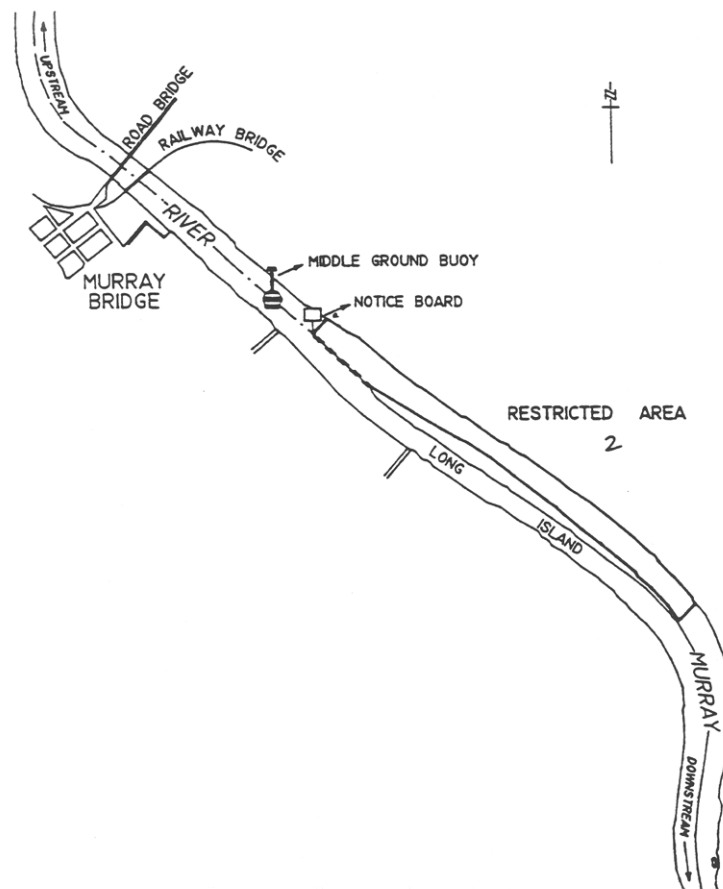 UPSTREAM
ROAD BRIDGE
RAILWAY BRIDGE
N
RIVER
MURRAY
BRIDGE
MIDDLE GROUND BUOY
NOTICE BOARD
RESTRICTED AREA
2
LONG
ISLAND
MURRAY
DOWNSTREAM